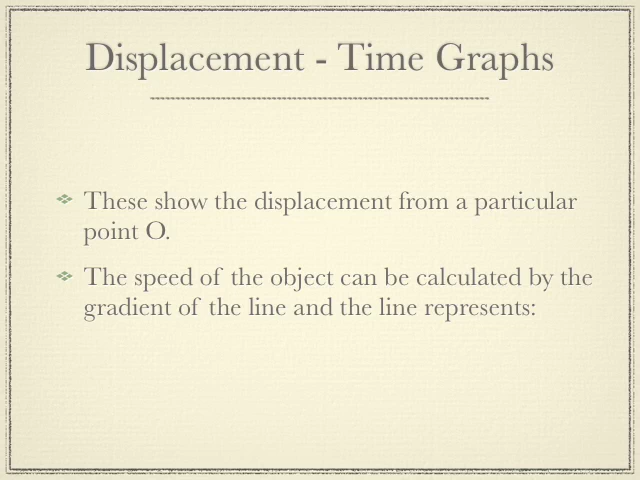 Displacement - Time Graphs
These show the displacement from a particular
point O.
The speed of the object can be calculated by the
gradient of the line and the line represents: